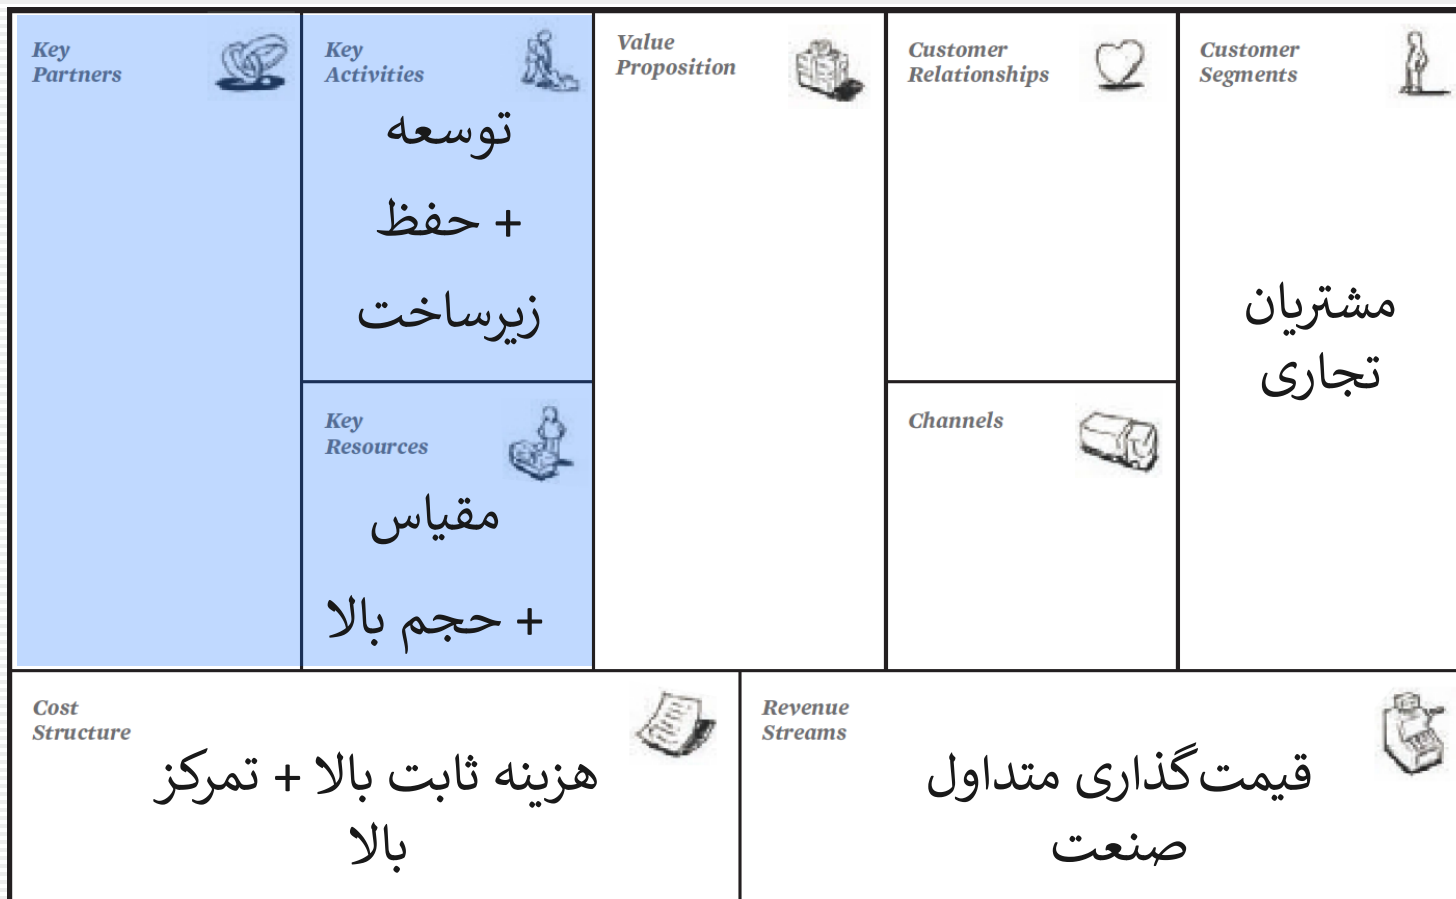 Key
Partners
Key
Activities
توسعه
+ حفظ
زیرساخت
Key
Resources
مقیاس
+ حجم بالا
Value
Proposition
Customer
Relationships
Channels
Customer
Segments
مشتریان
تجاری
Cost
Structure
هزینه ثابت بالا + تمرکز
بالا
Revenue
Streams
قیمت‌گذاری متداول
صنعت